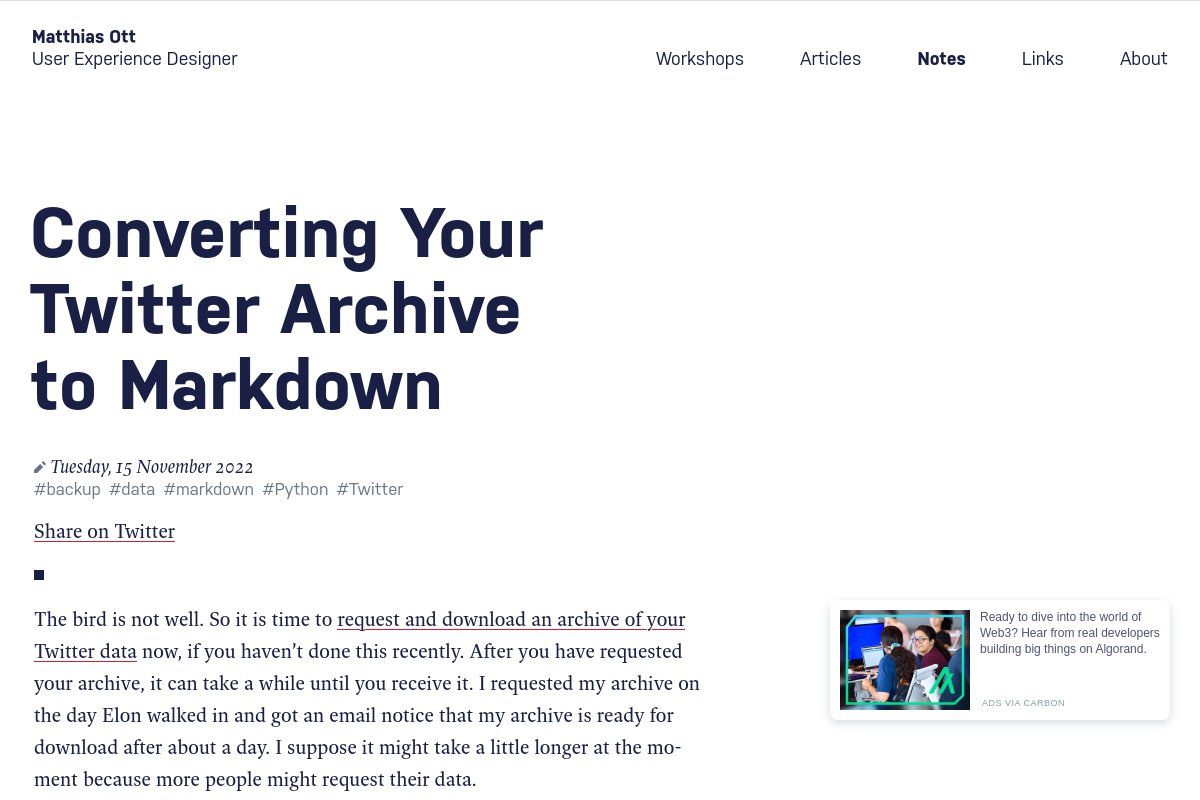 Matthias Ott
User Experience Designer
Workshops Articles Notes Links About
Converting Your
Twitter Archive
to Markdown
Tuesday, 15 November 2022
#backup #data #markdown #Python #Twitter
Share on Twitter
The bird is not well. So it is time to request and download an archive of your
Twitter data now, if you haven’t done this recently. After you have requested
your archive, it can take a while until you receive it. I requested my archive on
the day Elon walked in and got an email notice that my archive is ready for
download after about a day. I suppose it might take a little longer at the mo-
ment because more people might request their data.
Ready to dive into the world of
Web3? Hear from real developers
building big things on Algorand.
ADS VIA CARBON